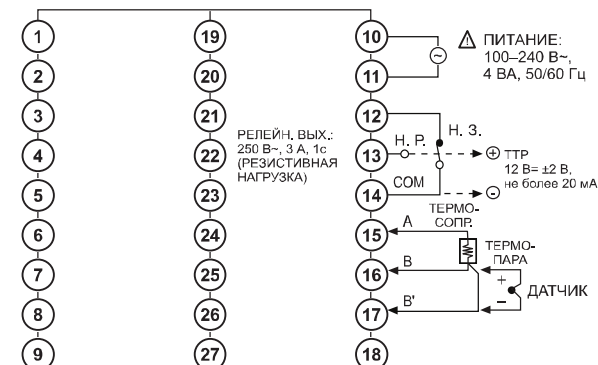 1
2
3
4
5
6
7
8
9
19
20
21
22
23
24
25
26
27
10
11
12
13
14
15
16
17
18
ПИТАНИЕ:
100–240 В~,
4 ВА, 50/60 Гц
РЕЛЕЙН. ВЫХ.:
250 В~, 3 А, 1с
(РЕЗИСТИВНАЯ
НАГРУЗКА)
Н. З.
Н. Р.
СОМ
+
ТТР
12 В= ±2 В,
не более 20 мА
-
ТЕРМО-
СОПР.
A
B
B'
ТЕРМО-
ПАРА
+
–
ДАТЧИК